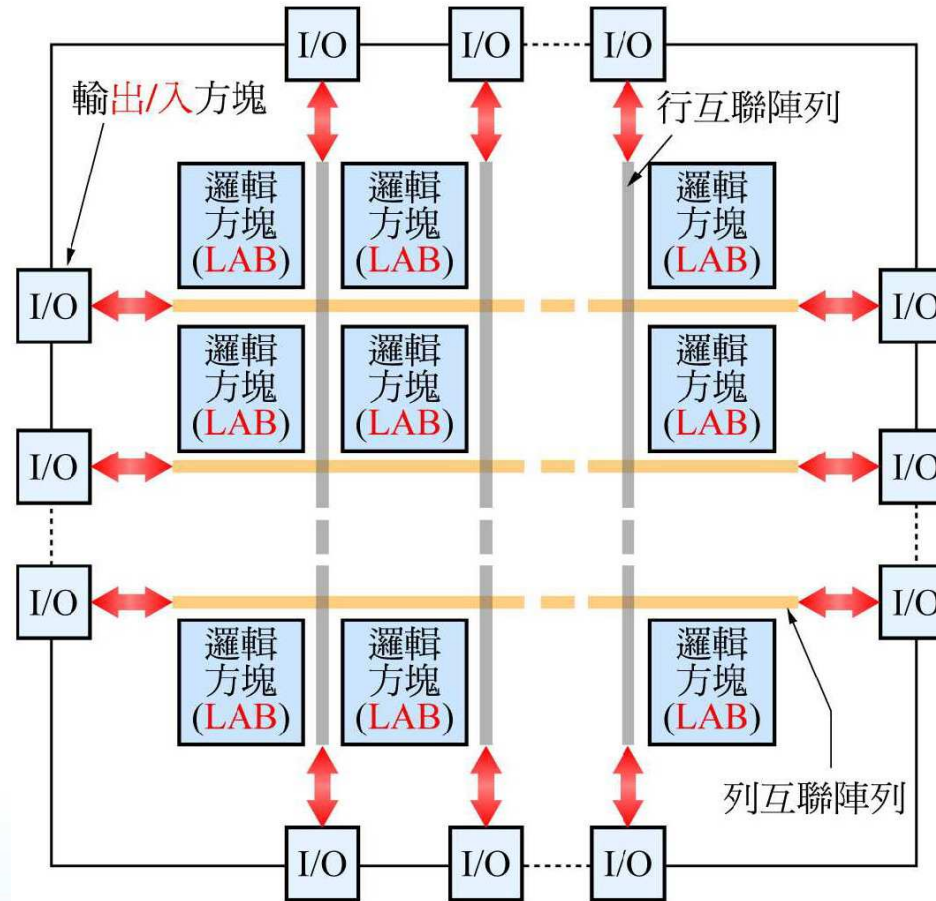 I/O
I/O
I/O
輸出/入方塊
行互聯陣列
邏輯
方塊
(LAB)
邏輯
方塊
(LAB)
邏輯
方塊
(LAB)
I/O
I/O
邏輯
方塊
(LAB)
邏輯
方塊
(LAB)
邏輯
方塊
(LAB)
I/O
I/O
I/O
I/O
邏輯
方塊
(LAB)
邏輯
方塊
(LAB)
邏輯
方塊
(LAB)
列互聯陣列
I/O
I/O
I/O